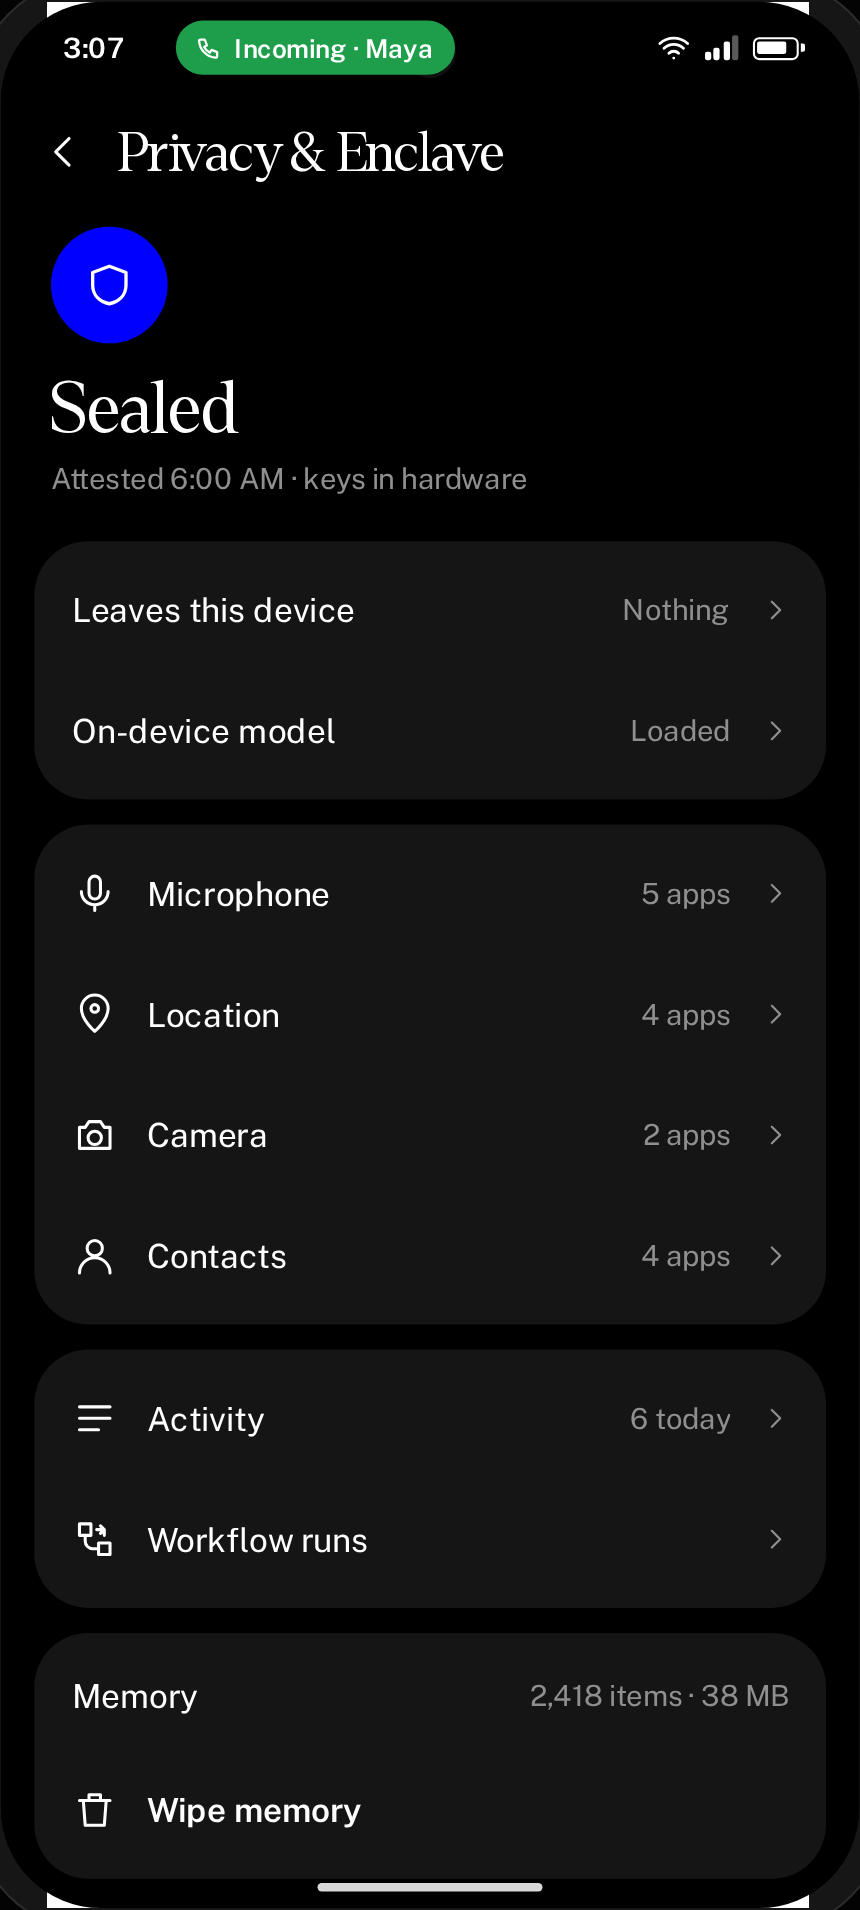 3:07
Incoming · Maya
Privacy & Enclave
Sealed
Attested 6:00 AM · keys in hardware
Leaves this device Nothing
On-device model Loaded
Microphone 5 apps
Location 4 apps
Camera 2 apps
Contacts 4 apps
Activity 6 today
Workflow runs
Memory 2,418 items · 38 MB
Wipe memory